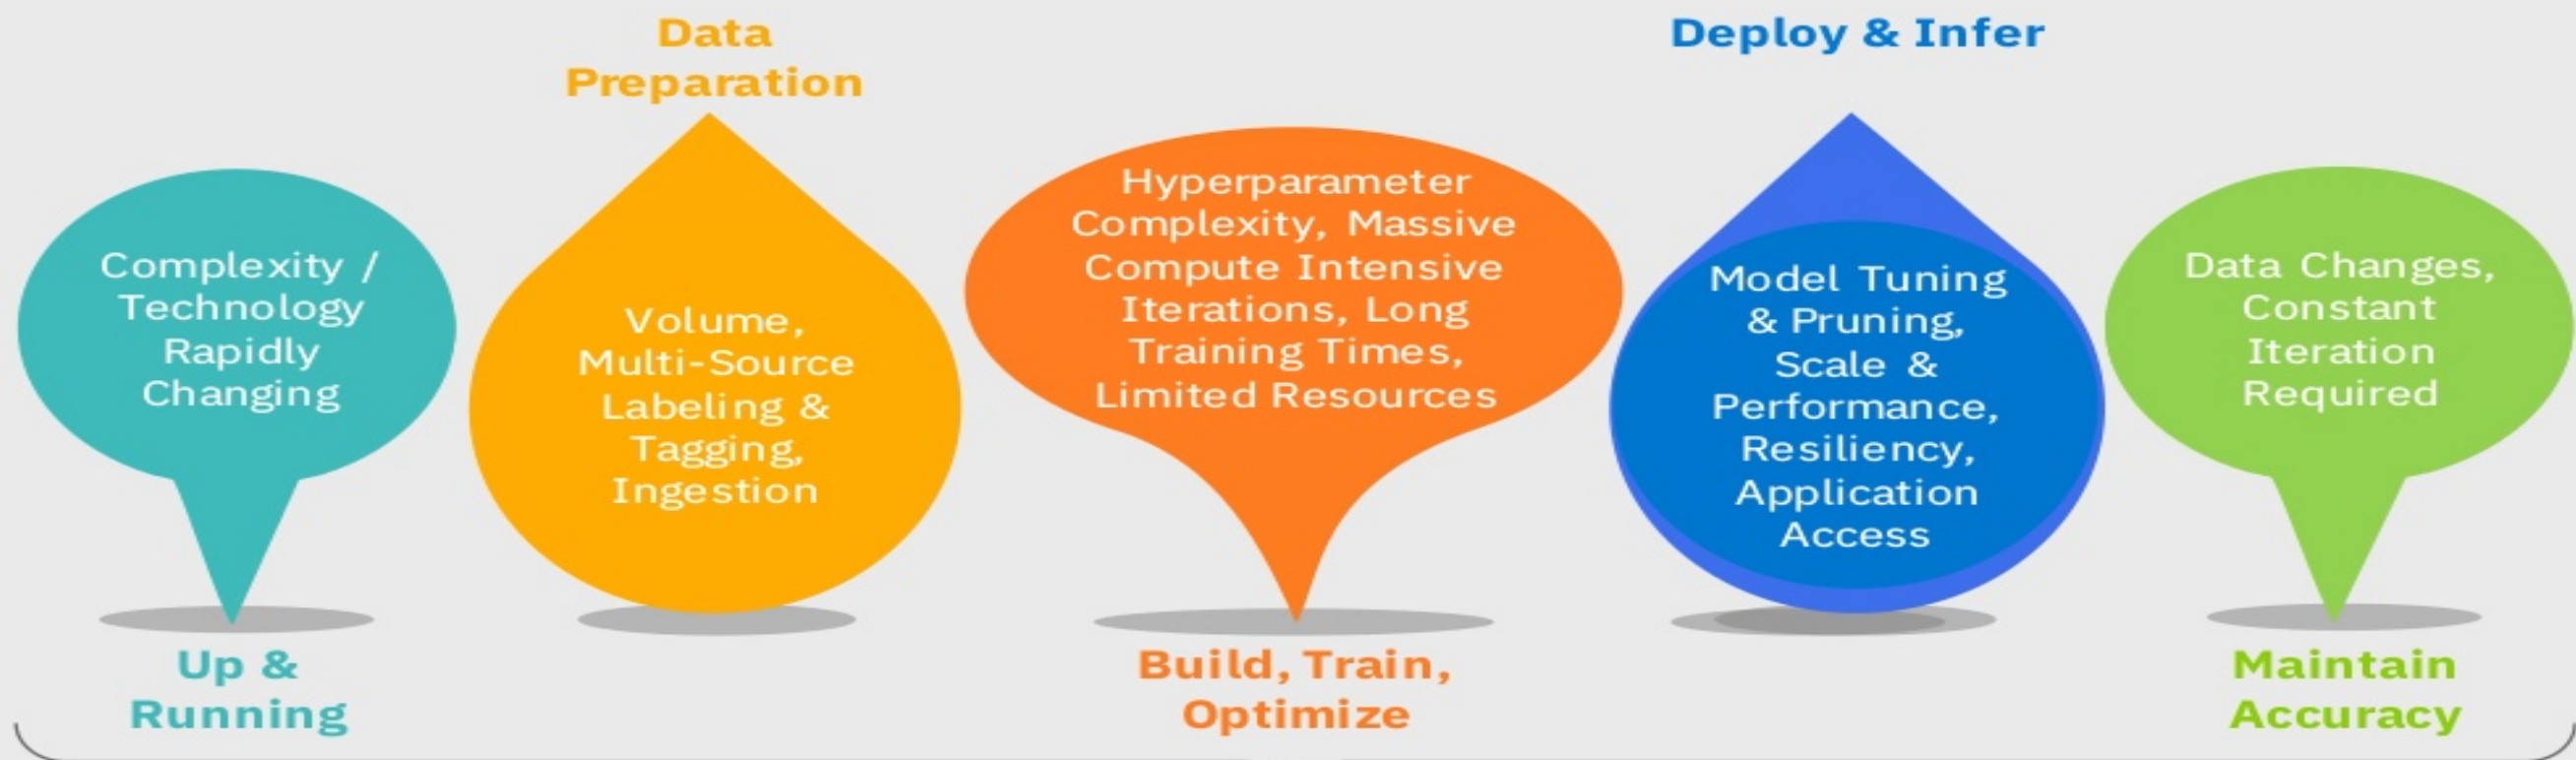 Complexity /
Technology
Rapidly
Changing
Up &
Running
Data
Preparation
Volume,
Multi-Source
Labeling &
Tagging,
Ingestion
Hyperparameter
Complexity, Massive
Compute Intensive
Iterations, Long
Training Times,
Limited Resources
Build, Train,
Optimize
Deploy & Infer
Model Tuning
& Pruning,
Scale &
Performance,
Resiliency,
Application
Access
Data Changes,
Constant
Iteration
Required
Maintain
Accuracy